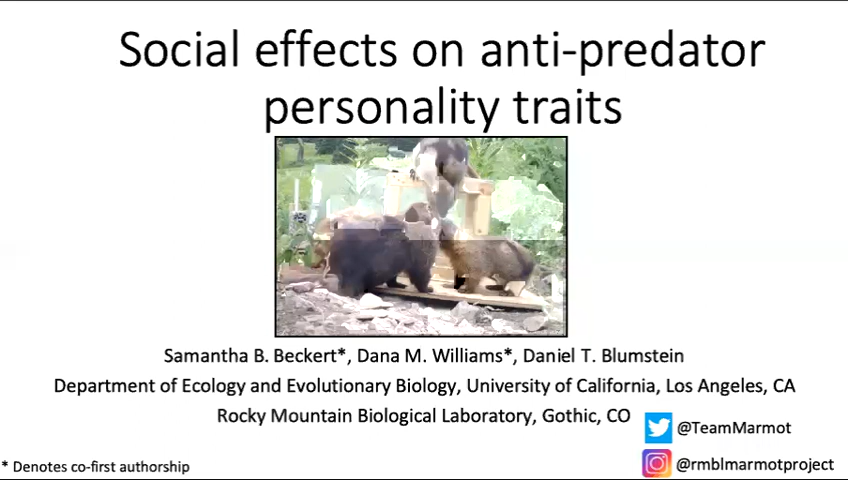 Social effects on anti-predator
personality traits
Samantha B. Beckert*, Dana M. Williams*, Daniel T. Blumstein
Department of Ecology and Evolutionary Biology, University of California, Los Angeles, CA
Rocky Mountain Biological Laboratory, Gothic, CO
@TeamMarmot
* Denotes co-first authorship
@rmblmarmotproject